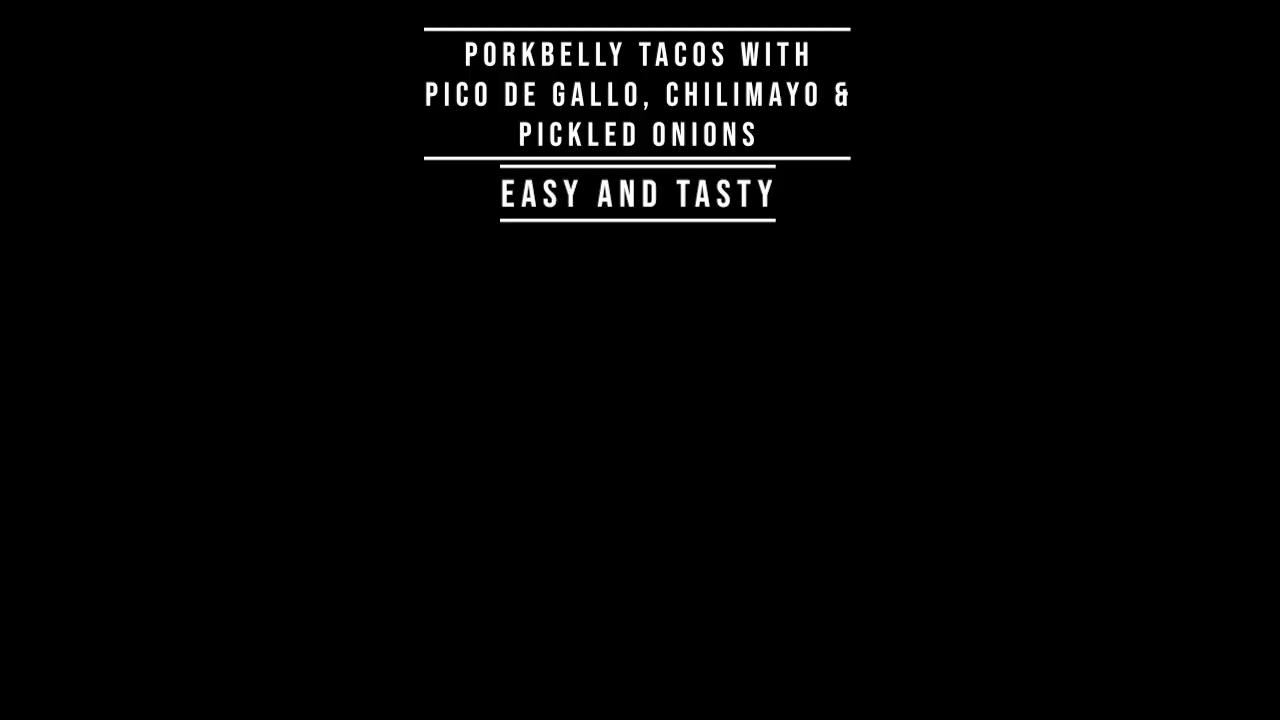 PORKBELLY TACOS WITH
PICO DE GALLO, CHILIMAYO &
PICKLED ONIONS
EASY AND TASTY